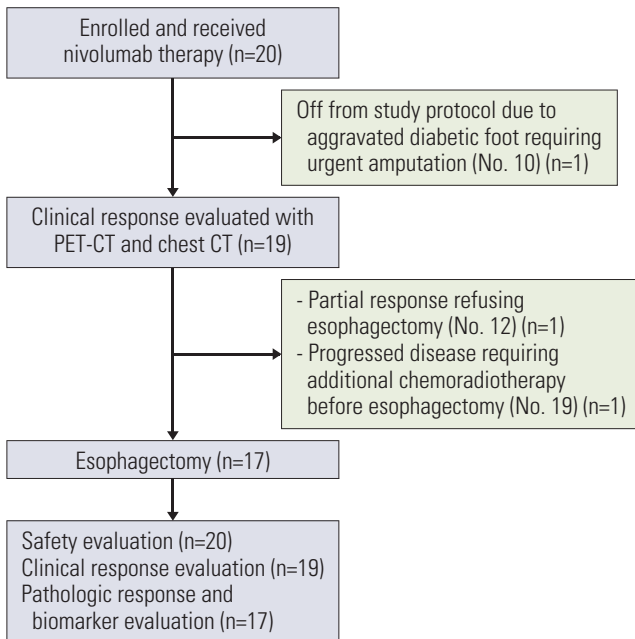 Enrolled and received
nivolumab therapy (n=20)
Off from study protocol due to
aggravated diabetic foot requiring
urgent amputation (No. 10) (n=1)
Clinical response evaluated with
PET-CT and chest CT (n=19)
- Partial response refusing
esophagectomy (No. 12) (n=1)
- Progressed disease requiring
additional chemoradiotherapy
before esophagectomy (No. 19) (n=1)
Esophagectomy (n=17)
Safety evaluation (n=20)
Clinical response evaluation (n=19)
Pathologic response and
biomarker evaluation (n=17)